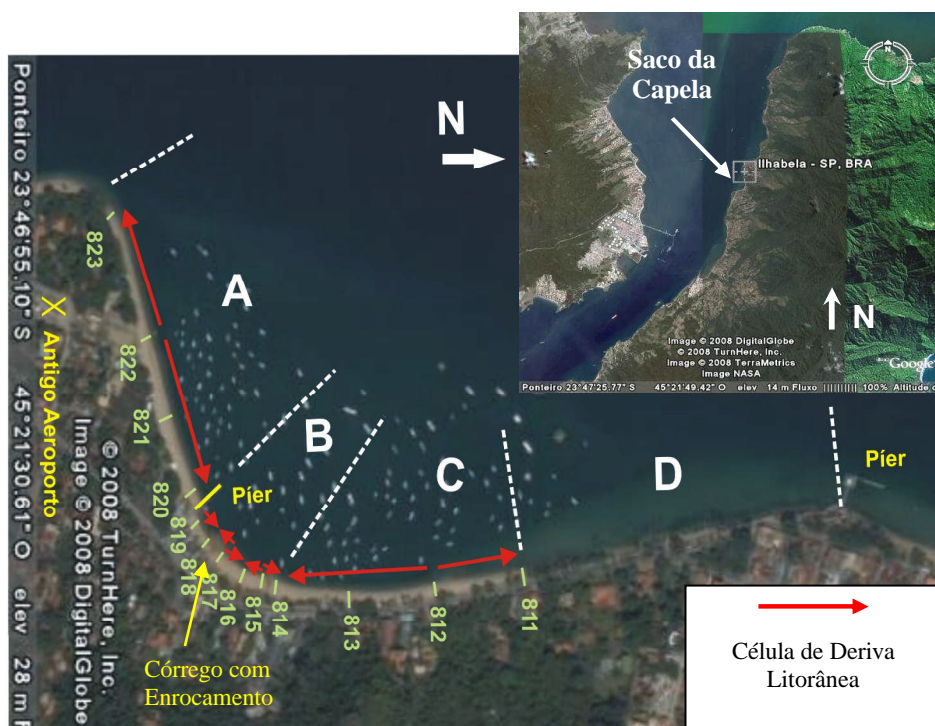 Saco da
Capela
N
Ilhabela - SP, BRA
N
Image © 2008 DigitalGlobe
© 2008 TurnHere, Inc.
Image © 2008 TerraMetrics
Image NASA
Google
Ponteiro 23°47'25.77" S 45°21'49.42" O elev 14 m Fluxo |||||||||| 100% Altitude d
N
A
B
C
D
Píer
Píer
823
822
821
820
819
818
817
816
815
814
813
812
811
Antigo Aeroporto
Córrego com
Enrocamento
© 2008 TurnHere, Inc.
Image © 2008 DigitalGlobe
Ponteiro 23°46'55.10" S 45°21'30.61" O elev 28 m F
Célula de Deriva
Litorânea